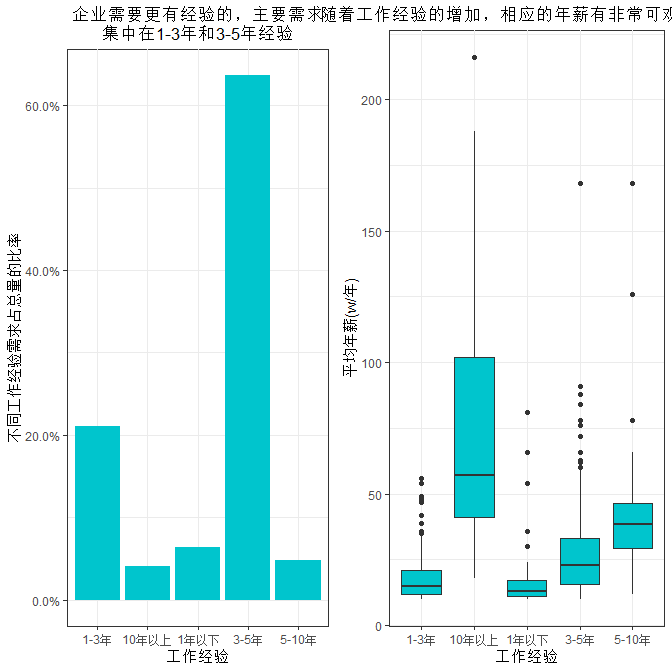 企业需要更有经验的，主要需求
集中在1-3年和3-5年经验
不同工作经验需求占总量的比率
60.0%
40.0%
20.0%
0.0%
1-3年
10年以上
1年以下
3-5年
5-10年
工作经验
随着工作经验的增加，相应的年薪有非常可观
平均年薪(w/年)
200
150
100
50
0
1-3年
10年以上
1年以下
3-5年
5-10年
工作经验